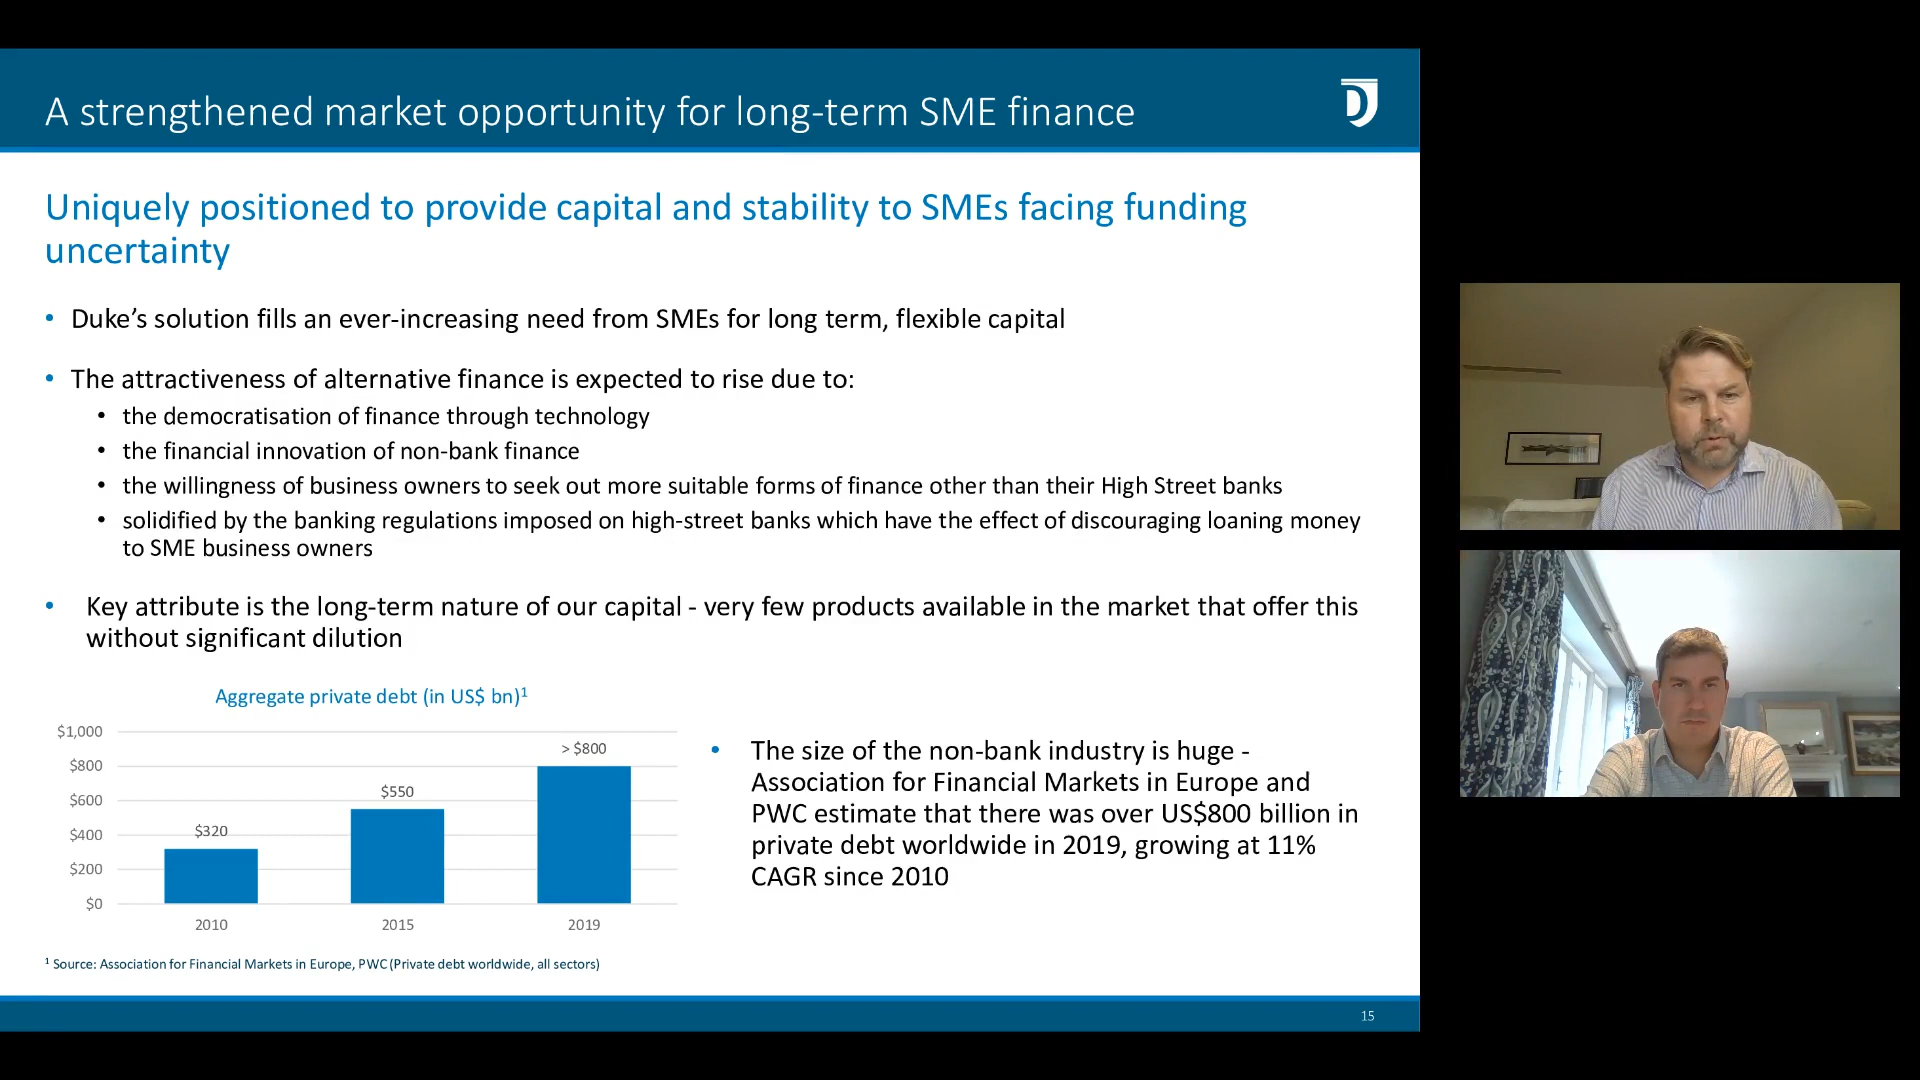 A strengthened market opportunity for long-term SME finance
Uniquely positioned to provide capital and stability to SMEs facing funding
uncertainty
• Duke’s solution fills an ever-increasing need from SMEs for long term, flexible capital
• The attractiveness of alternative finance is expected to rise due to:
• the democratisation of finance through technology
• the financial innovation of non-bank finance
• the willingness of business owners to seek out more suitable forms of finance other than their High Street banks
• solidified by the banking regulations imposed on high-street banks which have the effect of discouraging loaning money
to SME business owners
• Key attribute is the long-term nature of our capital - very few products available in the market that offer this
without significant dilution
Aggregate private debt (in US$ bn)¹
$1,000
$800
$600
$400
$200
$0
$320
$550
> $800
2010
2015
2019
• The size of the non-bank industry is huge -
Association for Financial Markets in Europe and
PWC estimate that there was over US$800 billion in
private debt worldwide in 2019, growing at 11%
CAGR since 2010
¹ Source: Association for Financial Markets in Europe, PWC (Private debt worldwide, all sectors)
15